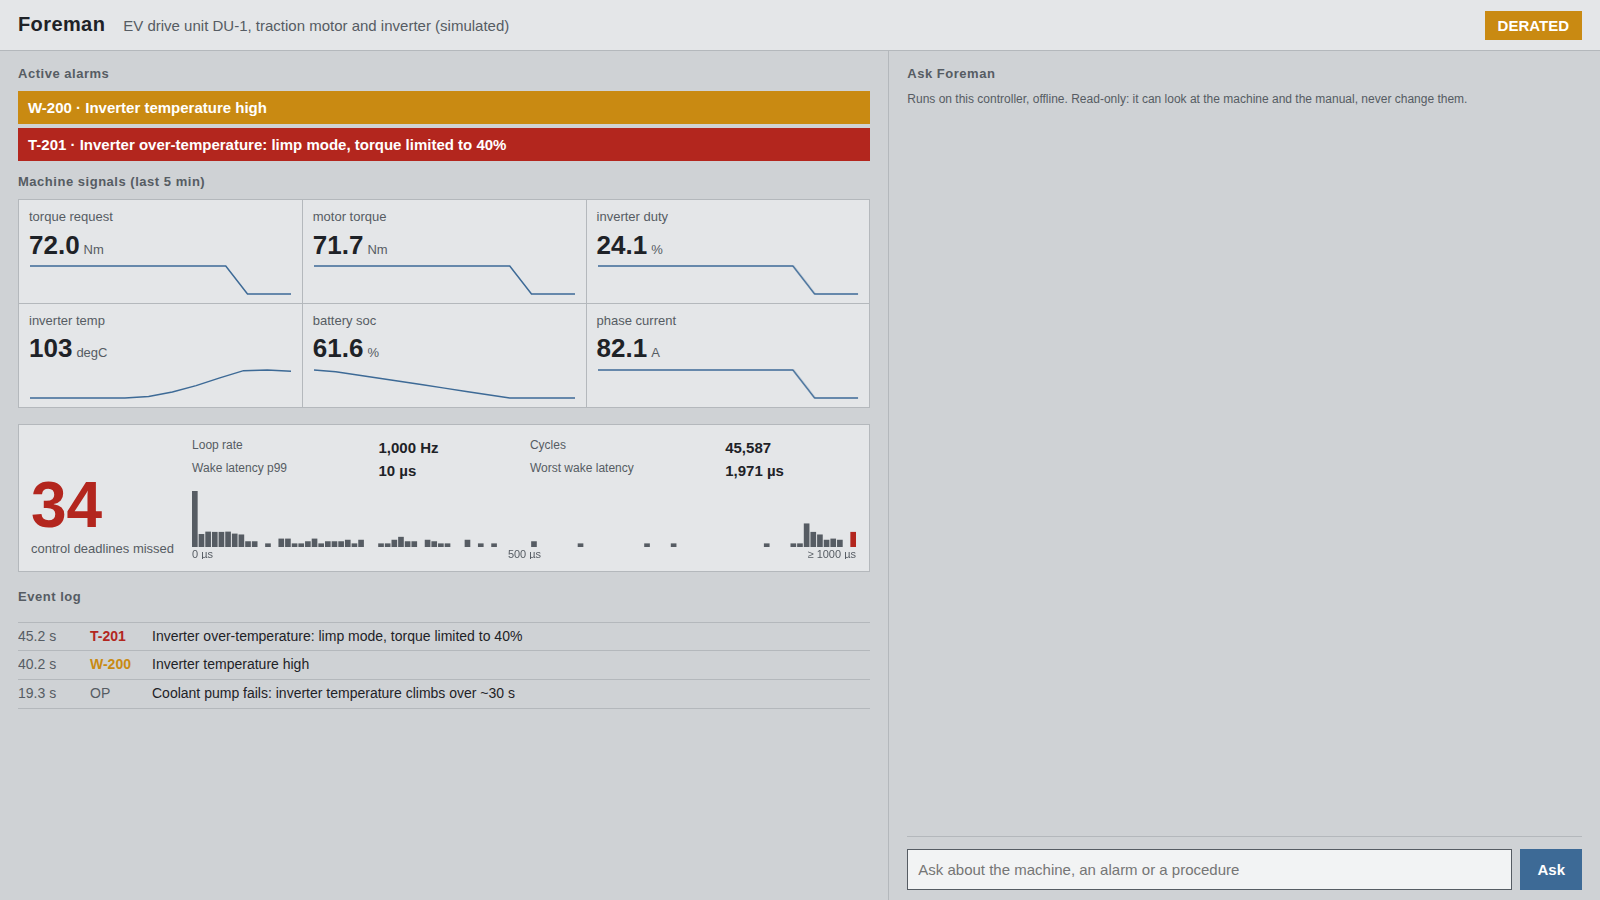 Foreman EV drive unit DU-1, traction motor and inverter (simulated) DERATED
Active alarms
W-200 · Inverter temperature high
T-201 · Inverter over-temperature: limp mode, torque limited to 40%
Machine signals (last 5 min)
torque request
72.0 Nm
motor torque
71.7 Nm
inverter duty
24.1 %
inverter temp
103 degC
battery soc
61.6 %
phase current
82.1 A
34
control deadlines missed
Loop rate 1,000 Hz Cycles 45,587
Wake latency p99 10 µs Worst wake latency 1,971 µs
0 µs 500 µs ≥ 1000 µs
Event log
45.2 s T-201 Inverter over-temperature: limp mode, torque limited to 40%
40.2 s W-200 Inverter temperature high
19.3 s OP Coolant pump fails: inverter temperature climbs over ~30 s
Ask Foreman
Runs on this controller, offline. Read-only: it can look at the machine and the manual, never change them.
Ask about the machine, an alarm or a procedure Ask